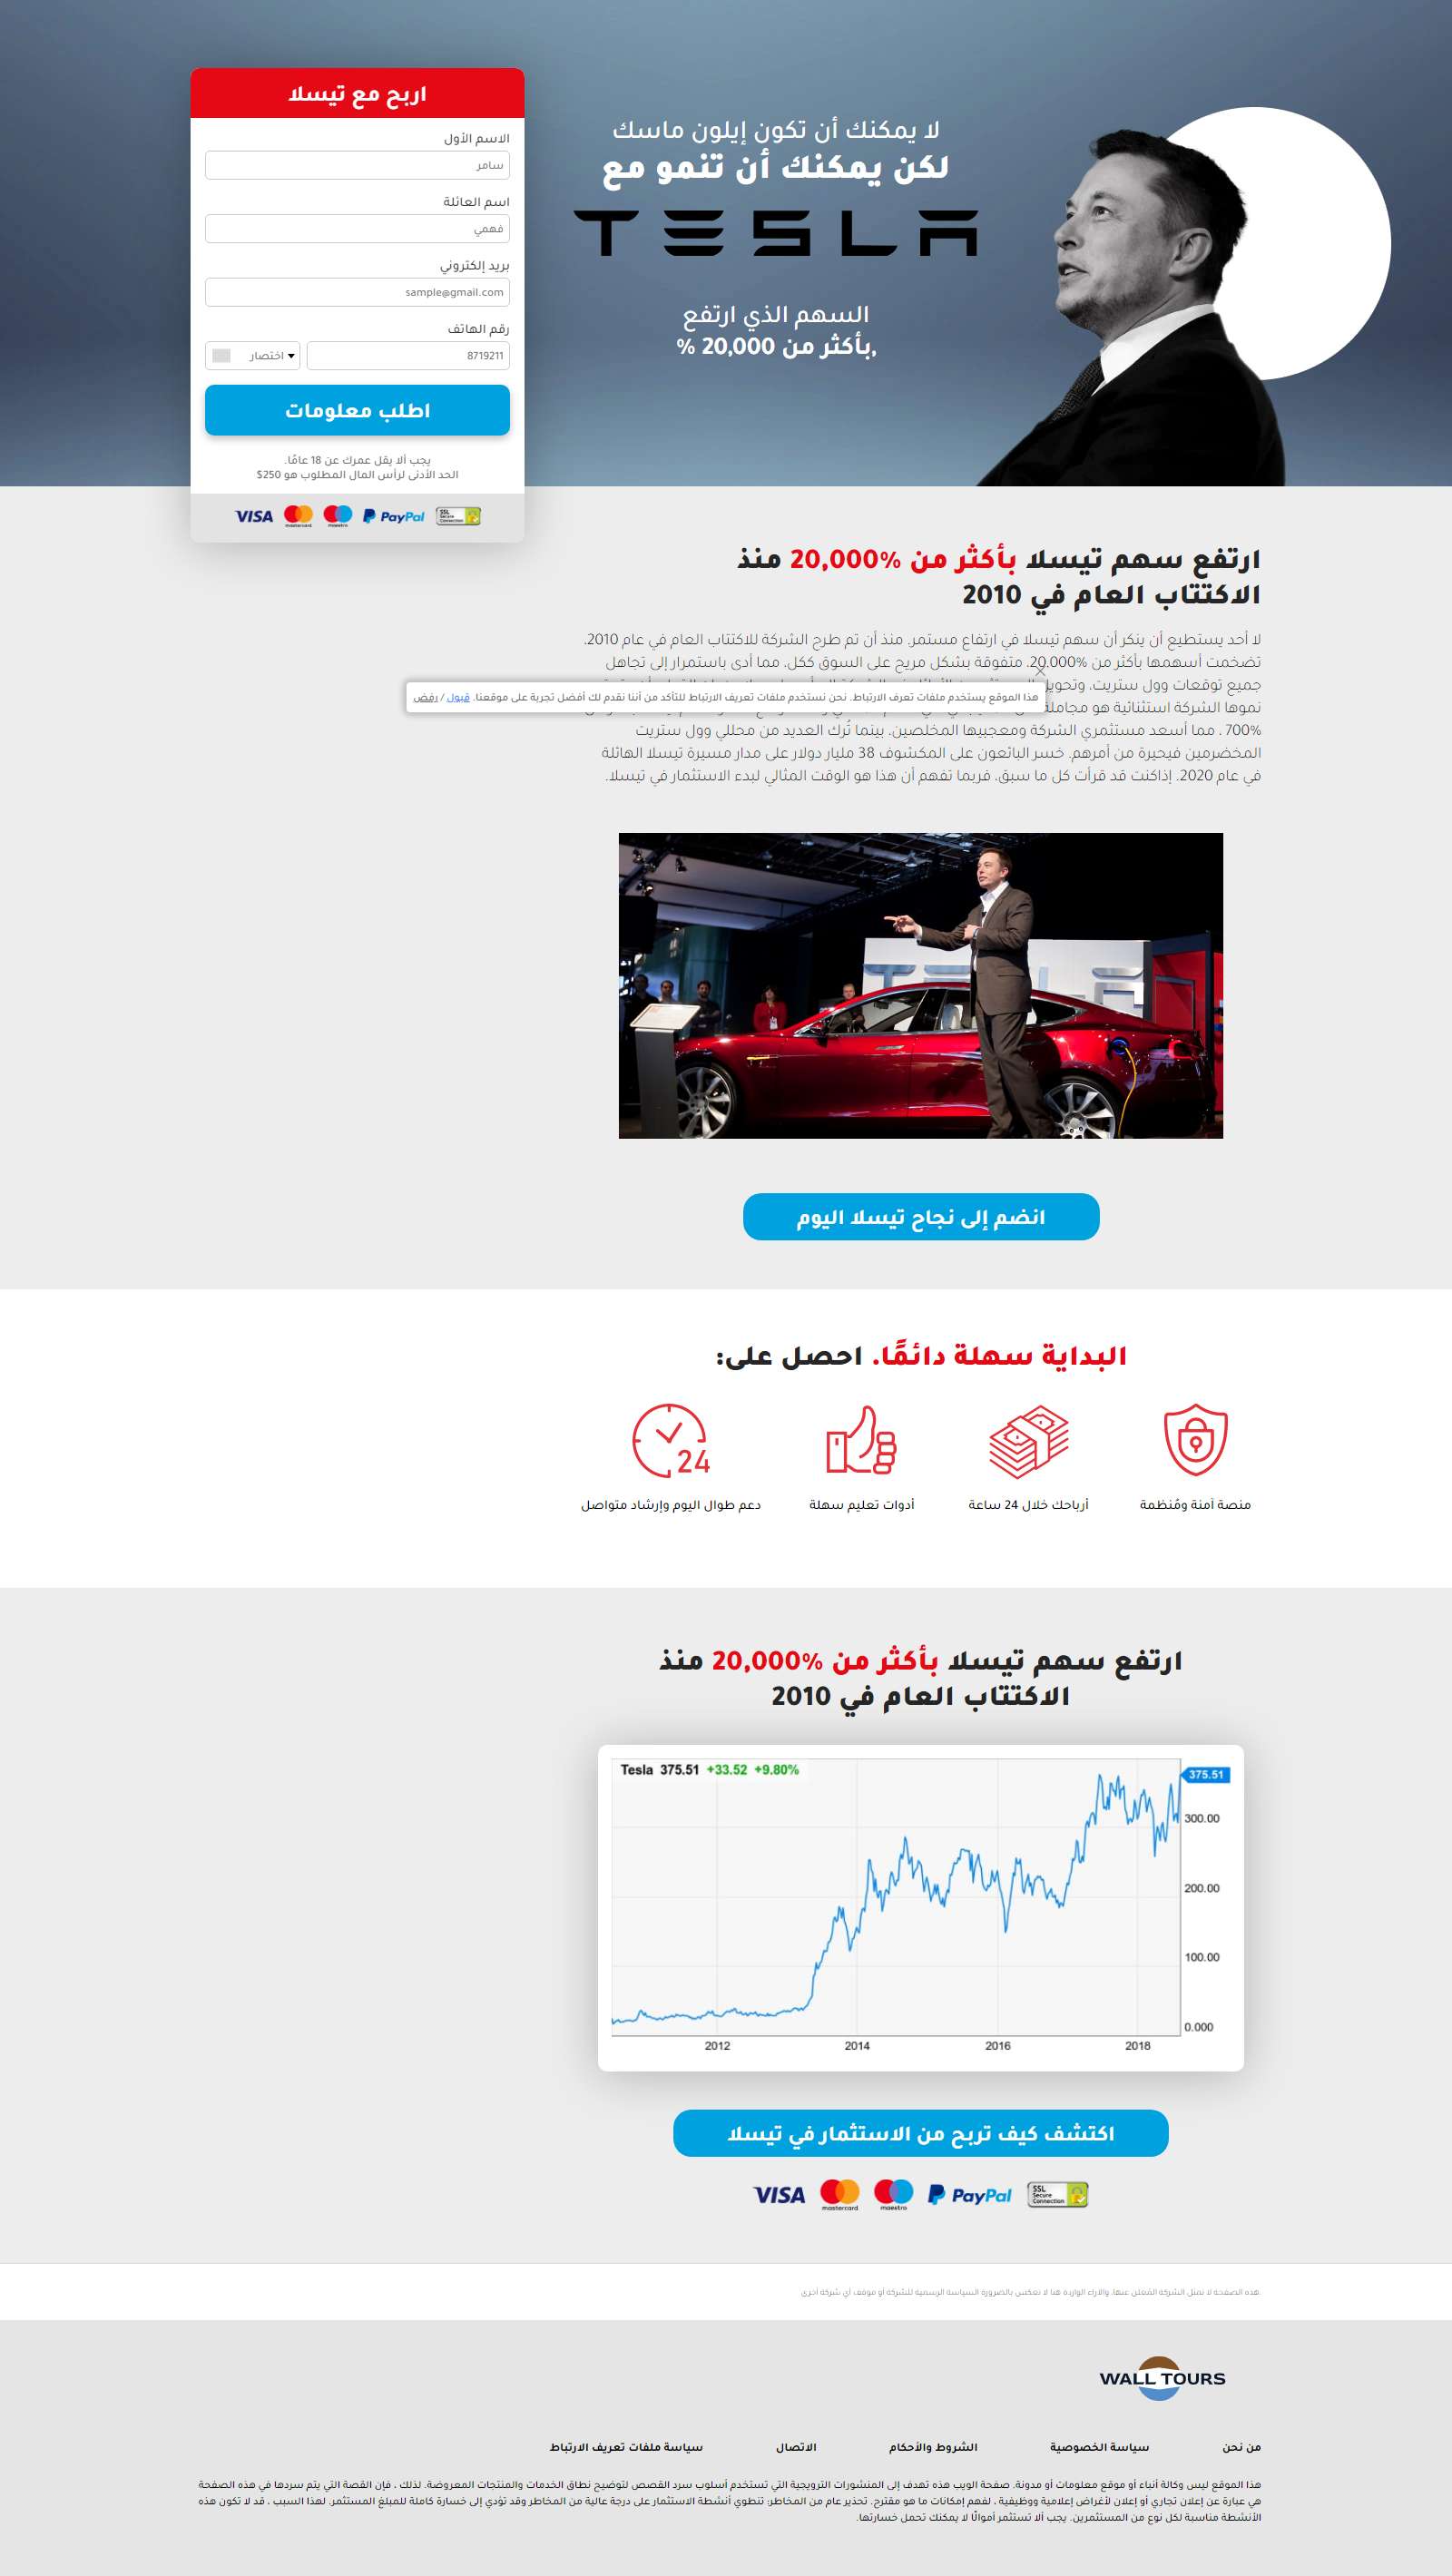 لا يمكنك أن تكون إيلون ماسك
لكن يمكنك أن تنمو مع
TESLA
السهم الذي ارتفع
بأكثر من 20,000 %,
اربح مع تيسلا
الاسم الأول
سامر
اسم العائلة
فهمي
بريد إلكتروني
sample@gmail.com
رقم الهاتف
8719211
اختصار
اطلب معلومات
يجب ألا يقل عمرك عن 18 عامًا.
الحد الأدنى لرأس المال المطلوب هو 250$
VISA mastercard maestro PayPal SSL Secure Connection
ارتفع سهم تيسلا بأكثر من 20,000% منذ
الاكتتاب العام في 2010
لا أحد يستطيع أن ينكر أن سهم تيسلا في ارتفاع مستمر. منذ أن تم طرح الشركة للاكتتاب العام في عام 2010.
تضخمت أسهمها بأكثر من 20.000%. متفوقة بشكل مريح على السوق ككل. مما أدى باستمرار إلى تجاهل
جميع توقعات وول ستريت. وتحويل
هذا الموقع يستخدم ملفات تعرف الارتباط. نحن نستخدم ملفات تعريف الارتباط للتأكد من أننا نقدم لك أفضل تجربة على موقعنا. قبول / رفض
نموها الشركة استثنائية هو مجاملة
700% . مما أسعد مستثمري الشركة ومعجبيها المخلصين. بينما تُرك العديد من محللي وول ستريت
المخضرمين فيحيرة من أمرهم. خسر البائعون على المكشوف 38 مليار دولار على مدار مسيرة تيسلا الهائلة
في عام 2020. إذاكنت قد قرأت كل ما سبق. فربما تفهم أن هذا هو الوقت المثالي لبدء الاستثمار في تيسلا.
TESLA
انضم إلى نجاح تيسلا اليوم
البداية سهلة دائمًا. احصل على:
24
منصة آمنة ومُنظمة
أرباحك خلال 24 ساعة
أدوات تعليم سهلة
دعم طوال اليوم وإرشاد متواصل
ارتفع سهم تيسلا بأكثر من 20,000% منذ
الاكتتاب العام في 2010
Tesla 375.51 +33.52 +9.80%
375.51
300.00
200.00
100.00
0.000
2012 2014 2016 2018
اكتشف كيف تربح من الاستثمار في تيسلا
VISA mastercard maestro PayPal SSL Secure Connection
هذه الصفحة لا تمثل الشركة المُعلن عنها. والآراء الواردة هنا لا تعكس بالضرورة السياسة الرسمية للشركة أو موقف أي شركة أخرى
WALL TOURS
من نحن
سياسة الخصوصية
الشروط والأحكام
الاتصال
سياسة ملفات تعريف الارتباط
هذا الموقع ليس وكالة أنباء أو موقع معلومات أو مدونة. صفحة الويب هذه تهدف إلى المنشورات الترويجية التي تستخدم أسلوب سرد القصص لتوضيح نطاق الخدمات والمنتجات المعروضة. لذلك ، فإن القصة التي يتم سردها في هذه الصفحة
هي عبارة عن إعلان تجاري أو إعلان لأغراض إعلامية ووظيفية ، لفهم إمكانات ما هو مقترح. تحذير عام من المخاطر: تنطوي أنشطة الاستثمار على درجة عالية من المخاطر وقد تؤدي إلى خسارة كاملة للمبلغ المستثمر. لهذا السبب ، قد لا تكون هذه
الأنشطة مناسبة لكل نوع من المستثمرين. يجب ألا تستثمر أموالًا لا يمكنك تحمل خسارتها.